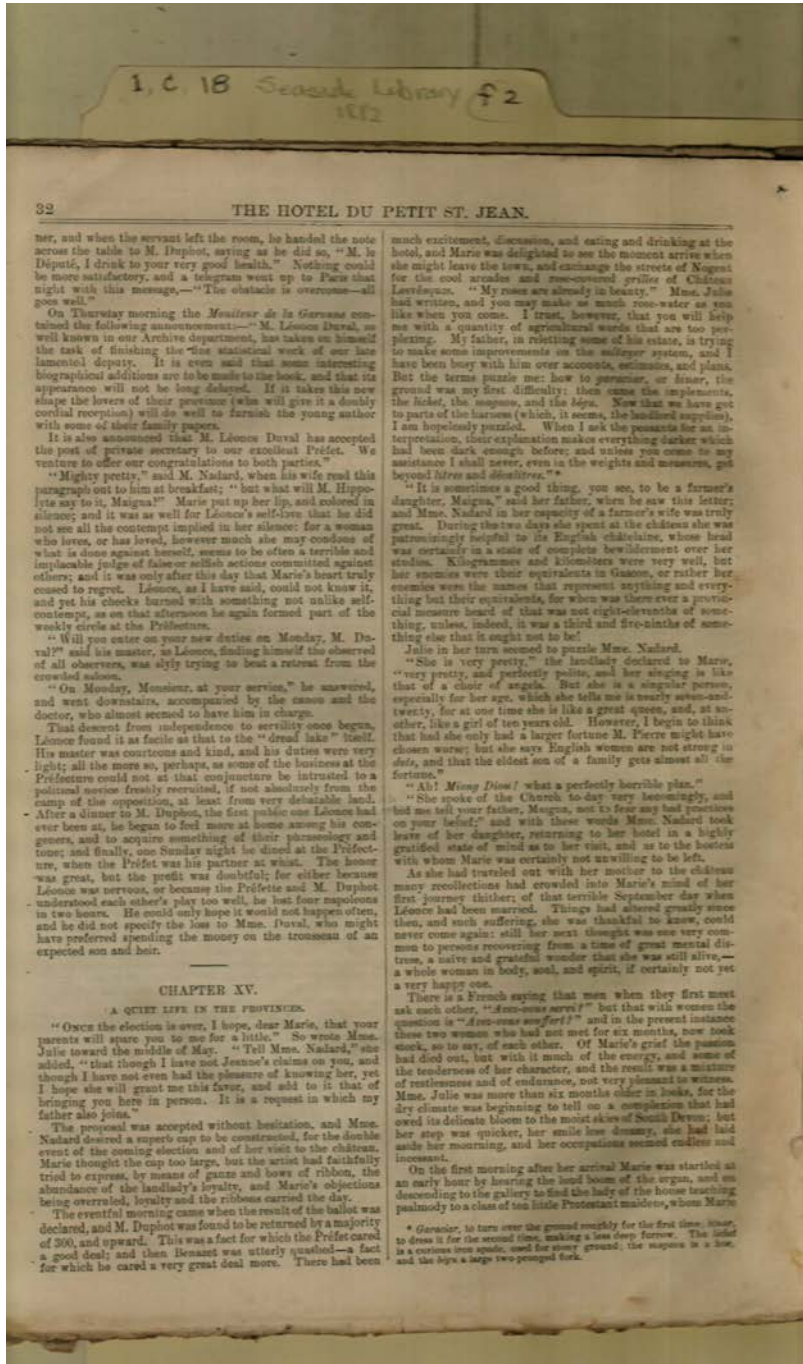 1, C. 18 Seaside Library f 2
1882
32
THE HOTEL DU PETIT ST. JEAN.
ner, and when the servant left the room, he handed the note
across the table to M. Duphot, saying as he did so, "M. le
Député, I drink to your very good health." Nothing could
be more satisfactory, and a telegram went up to Paris that
night with this message,—"The obstacle is overcome—all
goes well."
On Thursday morning the Moniteur de la Garonne con-
tained the following announcement:—"M. Léonce Duval, so
well known in our Archive department, has taken on himself
the task of finishing the fine statistical work of our late
lamented deputy. It is even said that some interesting
biographical additions are to be made to the book, and that its
appearance will not be long delayed. If it takes this new
shape the lovers of their province (who will give it a doubly
cordial reception) will do well to furnish the young author
with some of their family papers.
It is also announced that M. Léonce Duval has accepted
the post of private secretary to our excellent Préfet. We
venture to offer our congratulations to both parties."
"Mighty pretty," said M. Nadard, when his wife read this
paragraph out to him at breakfast; "but what will M. Hippo-
lyte say to it, Maigna!" Marie put up her lip, and colored in
silence; and it was as well for Léonce's self-love that he did
not see all the contempt implied in her silence: for a woman
who loves, or has loved, however much she may condone of
what is done against herself, seems to be often a terrible and
implacable judge of false or selfish actions committed against
others; and it was only after this day that Marie's heart truly
ceased to regret. Léonce, as I have said, could not know it,
and yet his cheeks burned with something not unlike self-
contempt, as on that afternoon he again formed part of the
weekly circle at the Préfecture.
"Will you enter on your new duties on Monday, M. Du-
val?" said his master, as Léonce, finding himself the observed
of all observers, was slyly trying to beat a retreat from the
crowded saloon.
"On Monday, Monsieur, at your service," he answered,
and went downstairs, accompanied by the canon and the
doctor, who almost seemed to have him in charge.
That descent from independence to servility once begun,
Léonce found it as facile as that to the "dread lake" itself.
His master was courteous and kind, and his duties were very
light; all the more so, perhaps, as some of the business at the
Préfecture could not at that conjuncture be intrusted to a
political novice freshly recruited, if not absolutely from the
camp of the opposition, at least from very debatable land.
After a dinner to M. Duphot, the first public one Léonce had
ever been at, he began to feel more at home among his con-
geners, and to acquire something of their phraseology and
tone; and finally, one Sunday night he dined at the Préfect-
ure, when the Préfet was his partner at whist. The honor
was great, but the profit was doubtful; for either because
Léonce was nervous, or because the Préfette and M. Duphot
understood each other's play too well, he lost four napoleons
in two hours. He could only hope it would not happen often,
and he did not specify the loss to Mme. Duval, who might
have preferred spending the money on the trousseau of an
expected son and heir.
CHAPTER XV.
A QUIET LIFE IN THE PROVINCES.
"ONCE the election is over, I hope, dear Marie, that your
parents will spare you to me for a little." So wrote Mme.
Julie toward the middle of May. "Tell Mme. Nadard," she
added, "that though I have not Jeanne's claims on you, and
though I have not even had the pleasure of knowing her, yet
I hope she will grant me this favor, and add to it that of
bringing you here in person. It is a request in which my
father also joins."
The proposal was accepted without hesitation, and Mme.
Nadard desired a superb cap to be constructed, for the double
event of the coming election and of her visit to the château.
Marie thought the cap too large, but the artist had faithfully
tried to express, by means of gauze and bows of ribbon, the
abundance of the landlady's loyalty, and Marie's objections
being overruled, loyalty and the ribbons carried the day.
The eventful morning came when the result of the ballot was
declared, and M. Duphot was found to be returned by a majority
of 300, and upward. This was a fact for which the Préfet cared
a good deal; and then Benazet was utterly quashed—a fact
for which he cared a very great deal more. There had been
much excitement, discussion, and eating and drinking at the
hotel, and Marie was delighted to see the moment arrive when
she might leave the town, and exchange the streets of Nogent
for the cool arcades and rose-covered grilles of Château
Lesvêsques. "My roses are already in beauty." Mme. Julie
had written, and you may make as much rose-water as you
like when you come. I trust, however, that you will help
me with a quantity of agricultural words that are too per-
plexing. My father, in reletting some of his estate, is trying
to make some improvements on the métayer system, and I
have been busy with him over accounts, estimates, and plans.
But the terms puzzle me: how to garacier, or biner, the
ground was my first difficulty; then came the implements,
the lichet, the magnon, and the bigo. Now that we have got
to parts of the harness (which, it seems, the landlord supplies),
I am hopelessly puzzled. When I ask the peasants for an in-
terpretation, their explanation makes everything darker which
had been dark enough before; and unless you come to my
assistance I shall never, even in the weights and measures, get
beyond litres and décalitres."*
"It is sometimes a good thing, you see, to be a farmer's
daughter, Maigna," said her father, when he saw this letter;
and Mme. Nadard in her capacity of a farmer's wife was truly
great. During the two days she spent at the château she was
patronizingly helpful to its English châtelaine, whose head
was certainly in a state of complete bewilderment over her
studies. Kilogrammes and kilométers were very well, but
her enemies were their equivalents in Gascon, or rather her
enemies were the names that represent anything and every-
thing but their equivalents, for when was there ever a provin-
cial measure heard of that was not eight-elevenths of some-
thing, unless, indeed, it was a third and five-ninths of some-
thing else that it ought not to be!
Julie in her turn seemed to puzzle Mme. Nadard.
"She is very pretty," the landlady declared to Marie,
"very pretty, and perfectly polite, and her singing is like
that of a choir of angels. But she is a singular person,
especially for her age, which she tells me is nearly seven-and-
twenty, for at one time she is like a great queen, and, at an-
other, like a girl of ten years old. However, I begin to think
that had she only had a larger fortune M. Pierre might have
chosen worse; but she says English women are not strong in
dots, and that the eldest son of a family gets almost all the
fortune."
"Ah! Miong Diou! what a perfectly horrible plan."
"She spoke of the Church to-day very becomingly, and
bid me tell your father, Maigna, not to fear any bad practices
on your belief;" and with these words Mme. Nadard took
leave of her daughter, returning to her hotel in a highly
gratified state of mind as to her visit, and as to the hostess
with whom Marie was certainly not unwilling to be left.
As she had traveled out with her mother to the château
many recollections had crowded into Marie's mind of her
first journey thither; of that terrible September day when
Léonce had been married. Things had altered greatly since
then, and such suffering, she was thankful to know, could
never come again: still her next thought was one very com-
mon to persons recovering from a time of great mental dis-
tress, a naïve and grateful wonder that she was still alive,—
a whole woman in body, soul, and spirit, if certainly not yet
a very happy one.
There is a French saying that men when they first meet
ask each other, "Avez-vous servi?" but that with women the
question is "Avez-vous souffert?" and in the present instance
these two women who had not met for six months, now took
stock, so to say, of each other. Of Marie's grief the passion
had died out, but with it much of the energy, and some of
the tenderness of her character, and the result was a mixture
of restlessness and of endurance, not very pleasant to witness.
Mme. Julie was more than six months older in looks, for the
dry climate was beginning to tell on a complexion that had
owed its delicate bloom to the moist skies of South Devon; but
her step was quicker, her smile less dreamy, she had laid
aside her mourning, and her occupations seemed endless and
incessant.
On the first morning after her arrival Marie was startled at
an early hour by hearing the loud boom of the organ, and on
descending to the gallery to find the lady of the house teaching
psalmody to a class of ten little Protestant maidens, whom Marie
* Garacier, to turn over the ground roughly for the first time; biner,
to dress it for the second time, making a less deep furrow. The lichet
is a curious iron spade, used for stony ground; the magnon is a hoe,
and the bigo a large two-pronged fork.